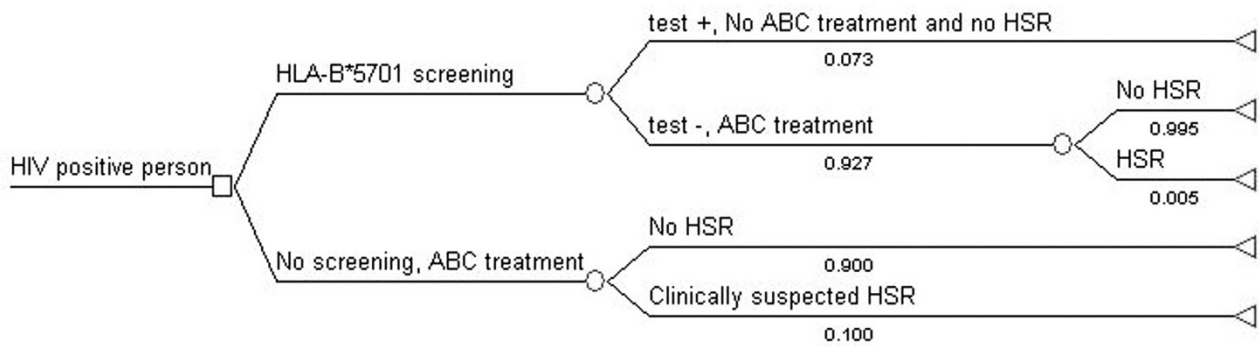 test +, No ABC treatment and no HSR
0.073
HLA-B*5701 screening
No HSR
0.995
test -, ABC treatment
0.927
HSR
0.005
HIV positive person
No HSR
0.900
No screening, ABC treatment
Clinically suspected HSR
0.100